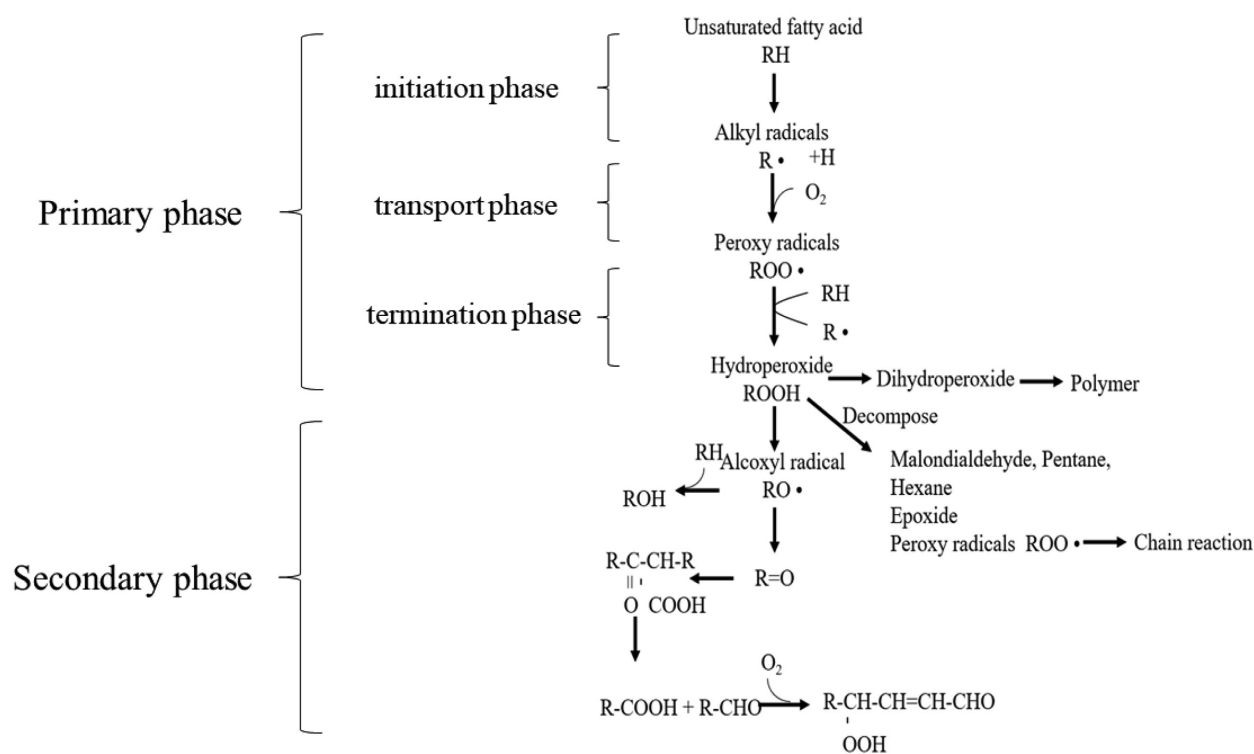 Unsaturated fatty acid
RH
initiation phase
Alkyl radicals
R • +H
O2
Primary phase
transport phase
Peroxy radicals
ROO •
RH
termination phase
R •
Hydroperoxide
ROOH
Dihydroperoxide
Polymer
Decompose
RH
Alcoxyl radical
RO •
ROH
Malondialdehyde, Pentane,
Hexane
Epoxide
Peroxy radicals ROO •
Chain reaction
Secondary phase
R-C-CH-R
O COOH
R=O
O2
R-COOH + R-CHO
R-CH-CH=CH-CHO
OOH